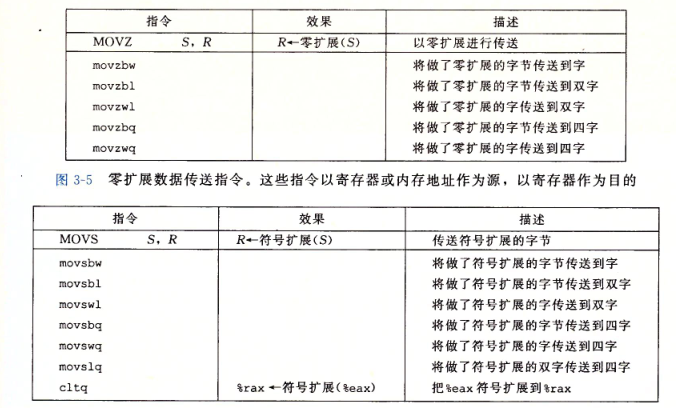 指令 效果 描述
MOVZ S, R R←零扩展(S) 以零扩展进行传送
movzbw 将做了零扩展的字节传送到字
movzbl 将做了零扩展的字节传送到双字
movzwl 将做了零扩展的字传送到双字
movzbq 将做了零扩展的字节传送到四字
movzwq 将做了零扩展的字传送到四字
图 3-5 零扩展数据传送指令。这些指令以寄存器或内存地址作为源，以寄存器作为目的
指令 效果 描述
MOVS S, R R←符号扩展(S) 传送符号扩展的字节
movsbw 将做了符号扩展的字节传送到字
movsbl 将做了符号扩展的字节传送到双字
movswl 将做了符号扩展的字传送到双字
movsbq 将做了符号扩展的字节传送到四字
movswq 将做了符号扩展的字传送到四字
movslq 将做了符号扩展的双字传送到四字
cltq %rax←符号扩展(%eax) 把%eax符号扩展到%rax